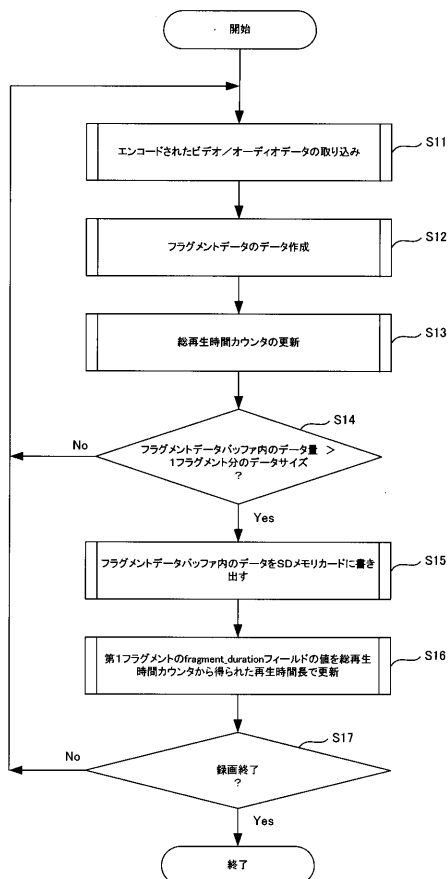 開始
エンコードされたビデオ／オーディオデータの取り込み
S11
フラグメントデータのデータ作成
S12
総再生時間カウンタの更新
S13
S14
フラグメントデータバッファ内のデータ量 ＞
1フラグメント分のデータサイズ
？
No
Yes
フラグメントデータバッファ内のデータをSDメモリカードに書き
出す
S15
第1フラグメントのfragment_durationフィールドの値を総再生
時間カウンタから得られた再生時間長で更新
S16
S17
録画終了
？
No
Yes
終了